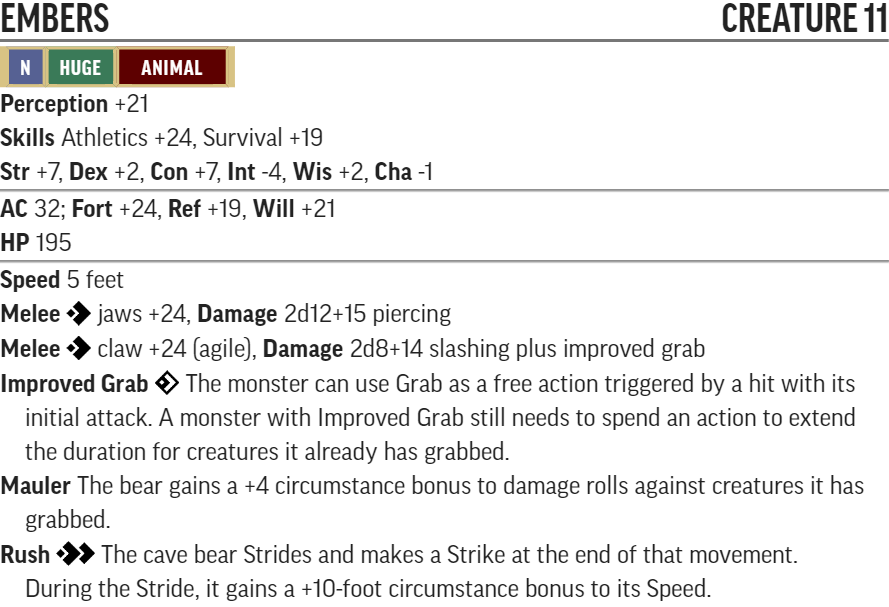 EMBERS CREATURE 11
N HUGE ANIMAL
Perception +21
Skills Athletics +24, Survival +19
Str +7, Dex +2, Con +7, Int -4, Wis +2, Cha -1
AC 32; Fort +24, Ref +19, Will +21
HP 195
Speed 5 feet
Melee jaws +24, Damage 2d12+15 piercing
Melee claw +24 (agile), Damage 2d8+14 slashing plus improved grab
Improved Grab The monster can use Grab as a free action triggered by a hit with its
initial attack. A monster with Improved Grab still needs to spend an action to extend
the duration for creatures it already has grabbed.
Mauler The bear gains a +4 circumstance bonus to damage rolls against creatures it has
grabbed.
Rush The cave bear Strides and makes a Strike at the end of that movement.
During the Stride, it gains a +10-foot circumstance bonus to its Speed.